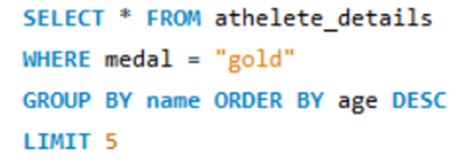 SELECT * FROM athelete_details
WHERE medal = "gold"
GROUP BY name ORDER BY age DESC
LIMIT 5